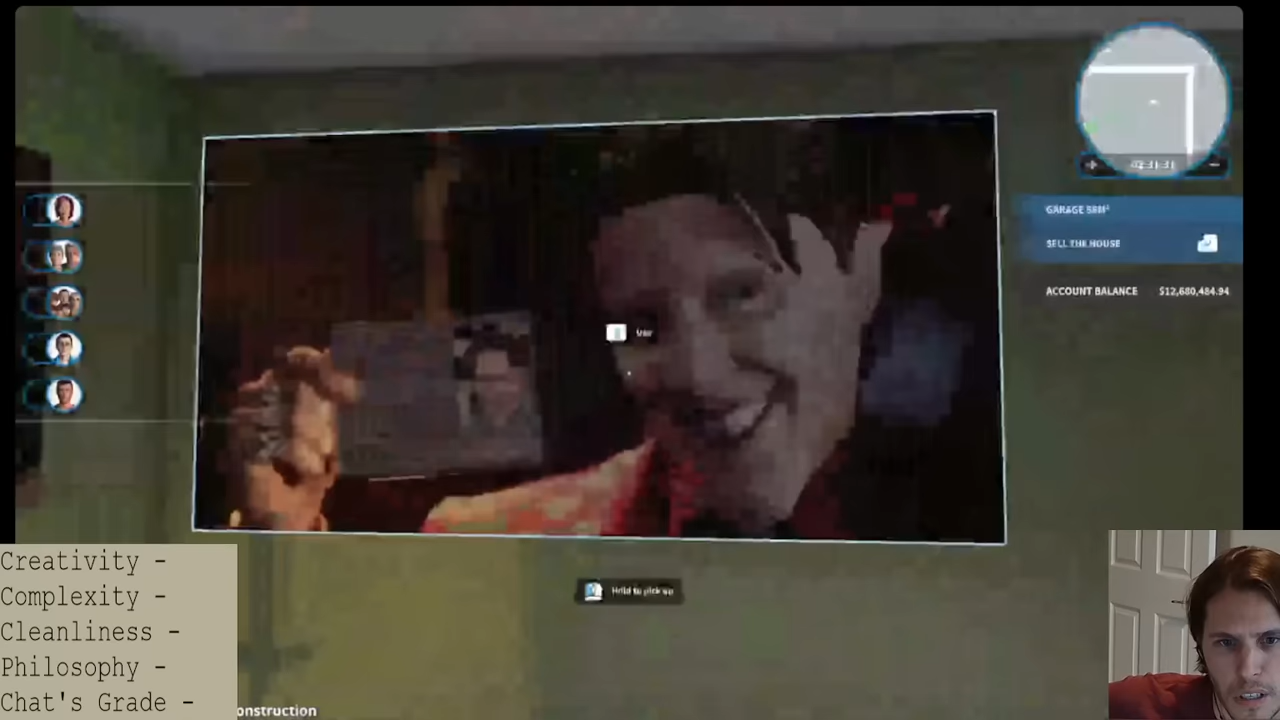 GARAGE 58M²
SELL THE HOUSE
ACCOUNT BALANCE $12,680,484.94
Hold to pick up
Creativity -
Complexity -
Cleanliness -
Philosophy -
Chat's Grade -
onstruction